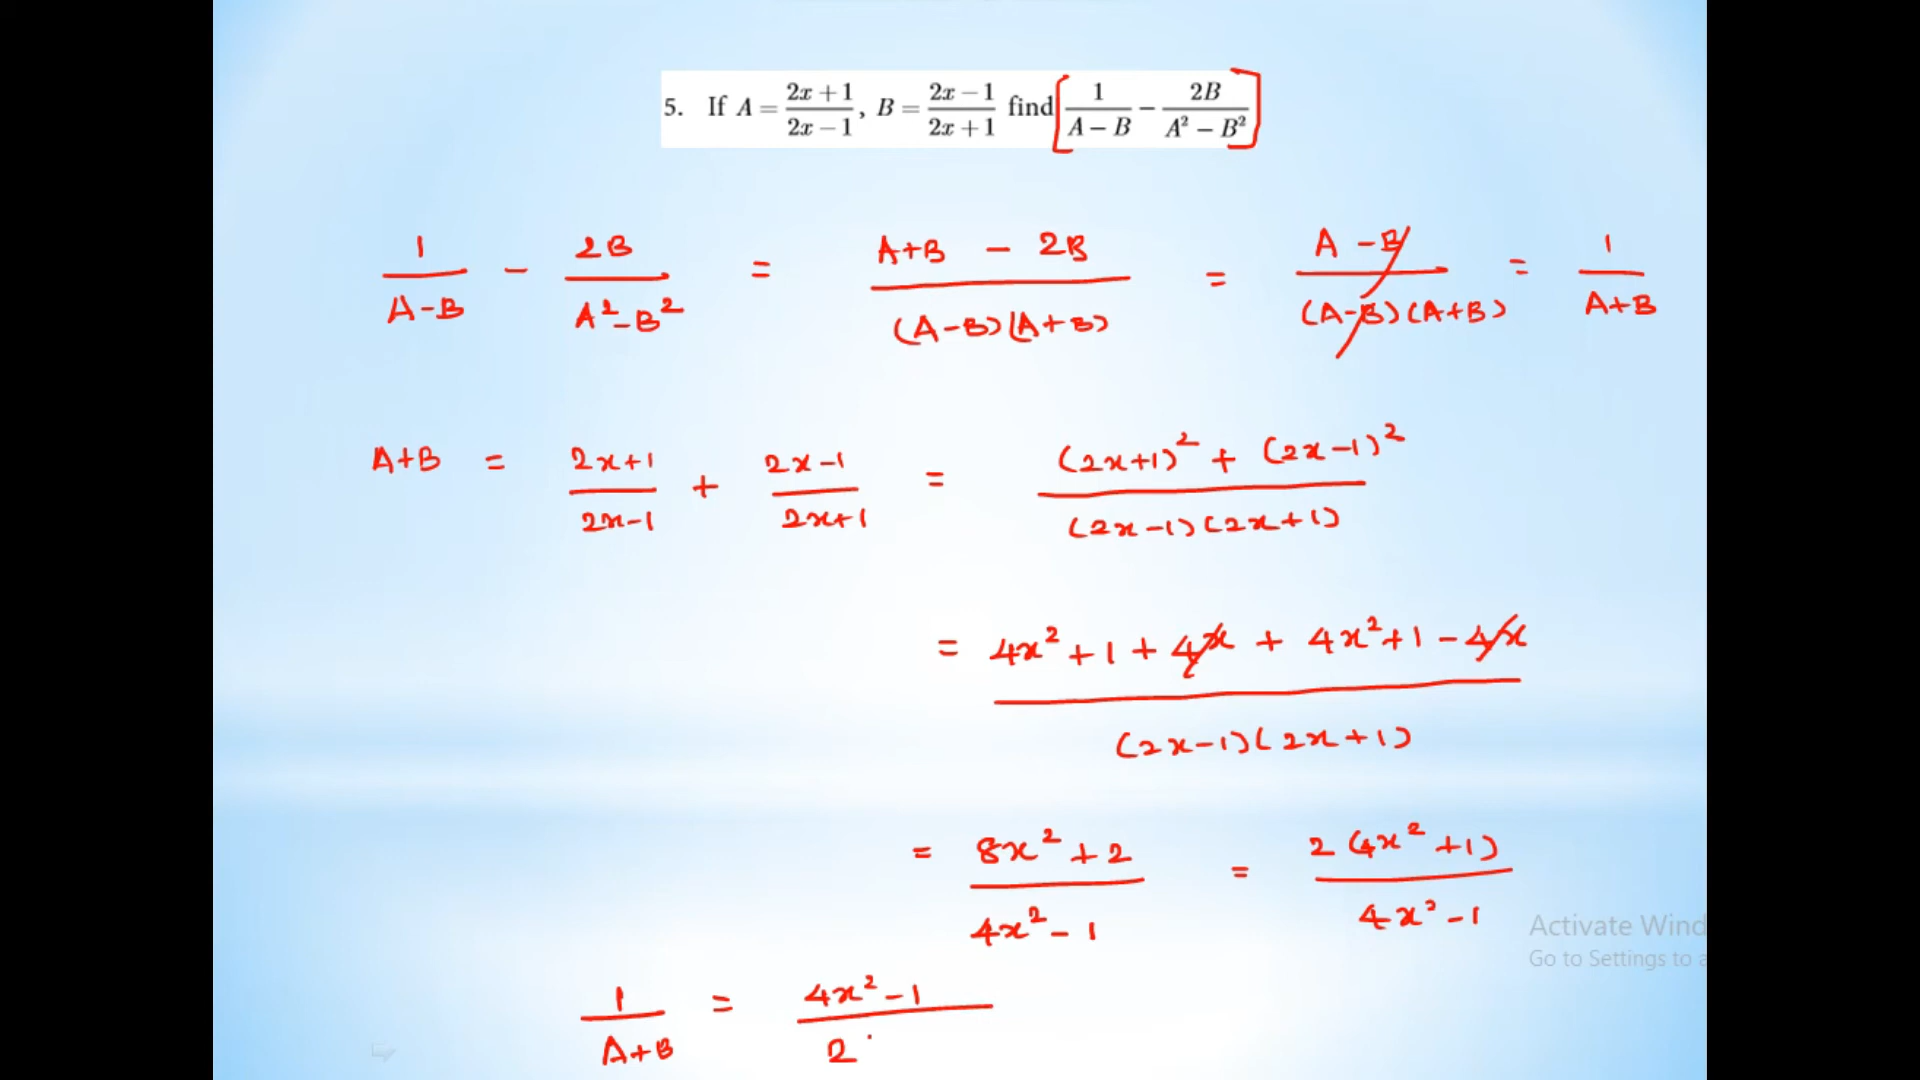 5. If A = (2x + 1)/(2x − 1), B = (2x − 1)/(2x + 1) find [1/(A − B) − 2B/(A² − B²)]
1/(A-B) - 2B/(A²-B²) = (A+B - 2B)/((A-B)(A+B)) = (A-B)/((A-B)(A+B)) = 1/(A+B)
A+B = (2x+1)/(2x-1) + (2x-1)/(2x+1) = ((2x+1)² + (2x-1)²)/((2x-1)(2x+1))
= (4x²+1+4x + 4x²+1-4x)/((2x-1)(2x+1))
= (8x²+2)/(4x²-1) = 2(4x²+1)/(4x²-1)
Activate Wind
Go to Settings to a
1/(A+B) = (4x²-1)/2